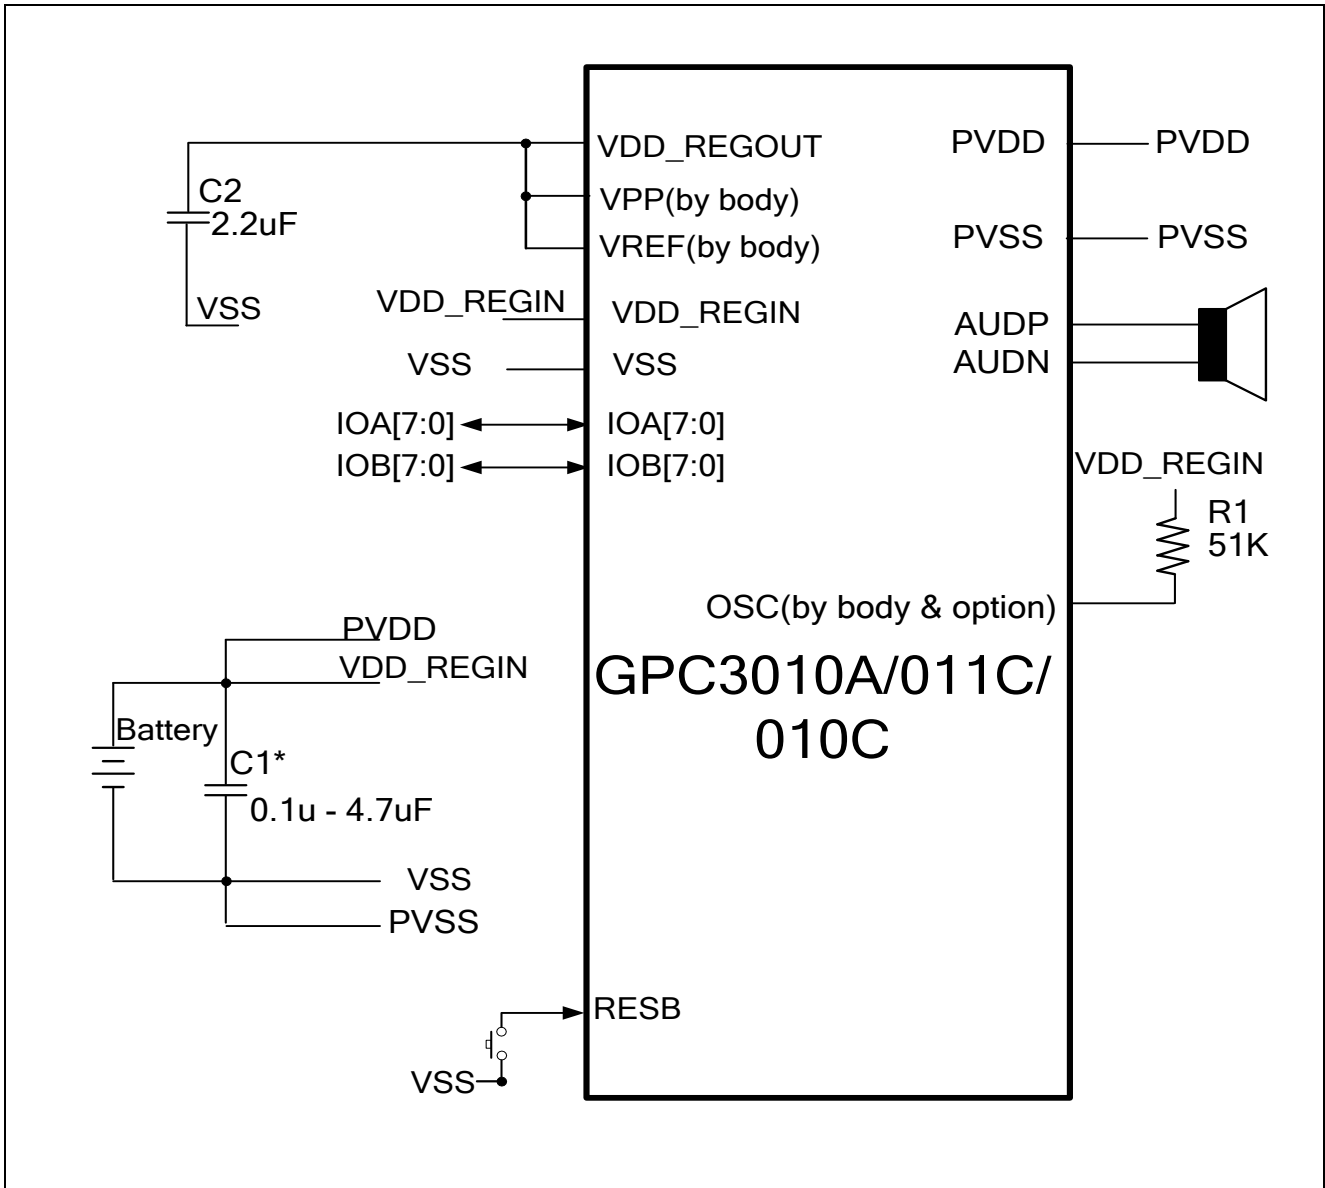 VDD_REGOUT
PVDD
PVDD
C2
2.2uF
VPP(by body)
VREF(by body)
PVSS
PVSS
VSS
VDD_REGIN
VDD_REGIN
AUDP
VSS
VSS
AUDN
IOA[7:0]
IOA[7:0]
IOB[7:0]
IOB[7:0]
VDD_REGIN
R1
51K
OSC(by body & option)
PVDD
VDD_REGIN
GPC3010A/011C/
010C
Battery
C1*
0.1u - 4.7uF
VSS
PVSS
RESB
VSS